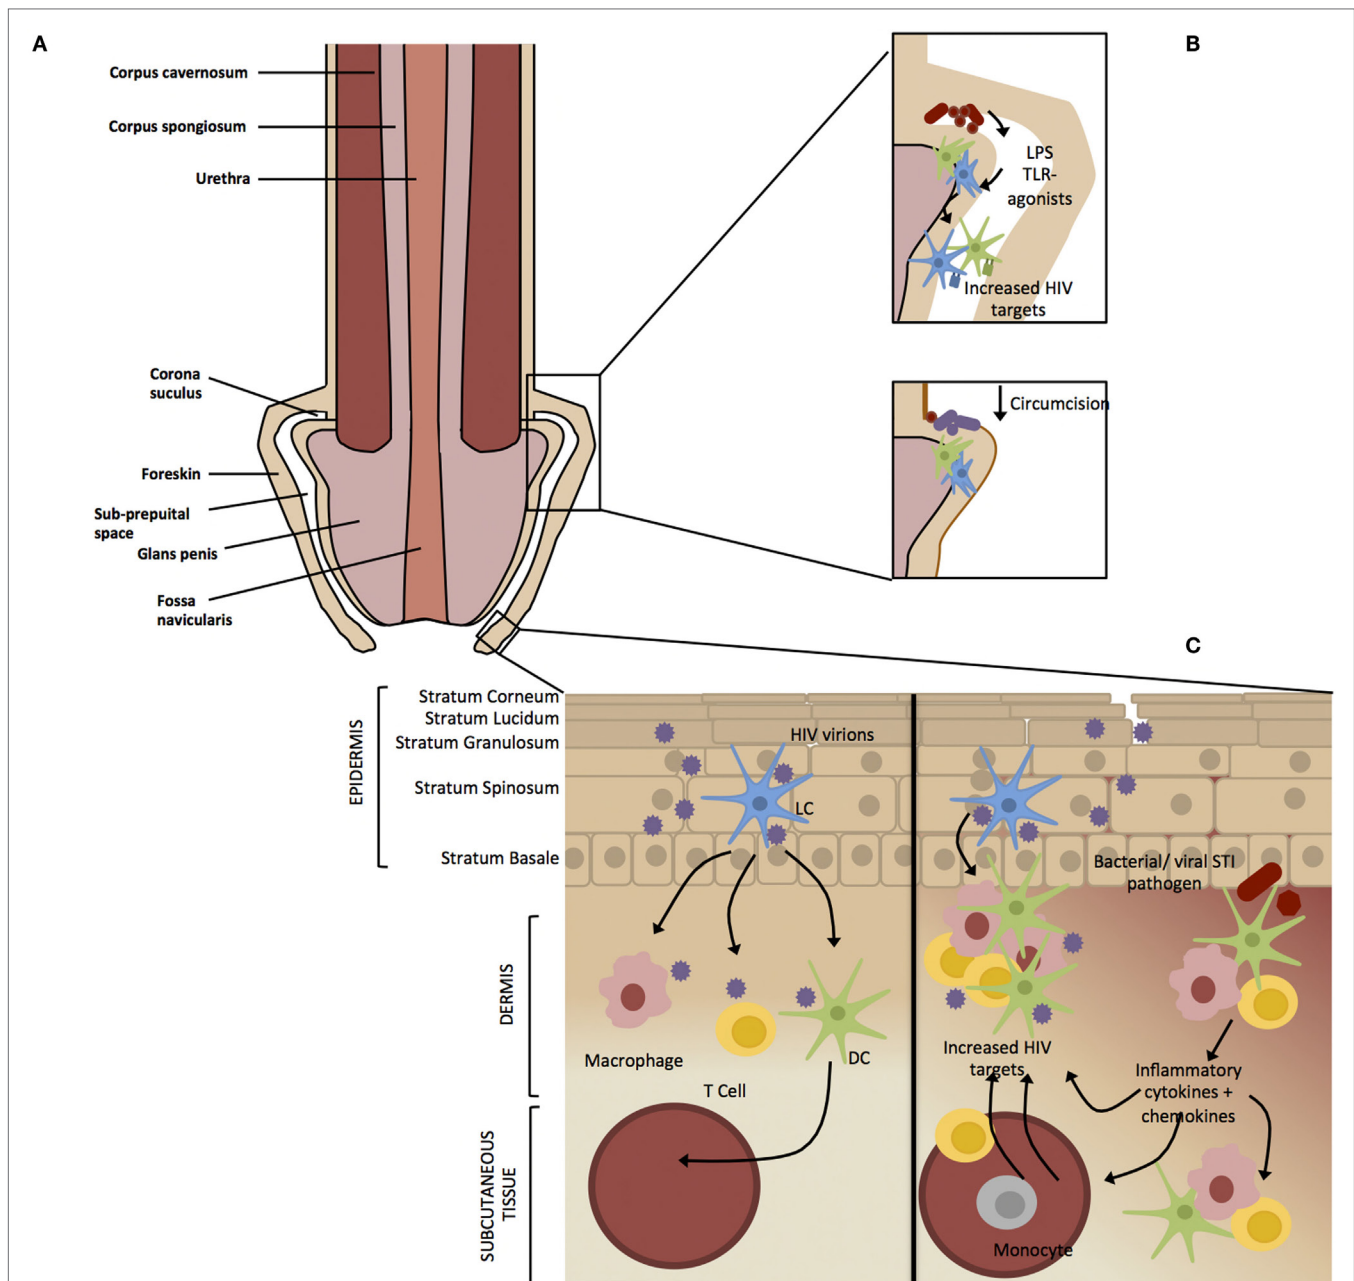 A
Corpus cavernosum
Corpus spongiosum
Urethra
Corona
suculus
Foreskin
Sub-prepuital
space
Glans penis
Fossa
navicularis
B
LPS
TLR-
agonists
Increased HIV
targets
Circumcision
C
EPIDERMIS
Stratum Corneum
Stratum Lucidum
Stratum Granulosum
Stratum Spinosum
Stratum Basale
DERMIS
SUBCUTANEOUS
TISSUE
HIV virions
LC
Macrophage
T Cell
DC
Bacterial/ viral STI
pathogen
Increased HIV
targets
Inflammatory
cytokines +
chemokines
Monocyte